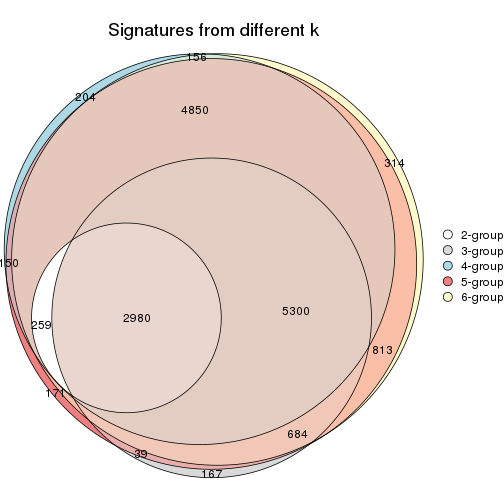 Signatures from different k
156
204
4850
314
150
2-group
3-group
4-group
5-group
6-group
259
2980
5300
813
171
684
39
167